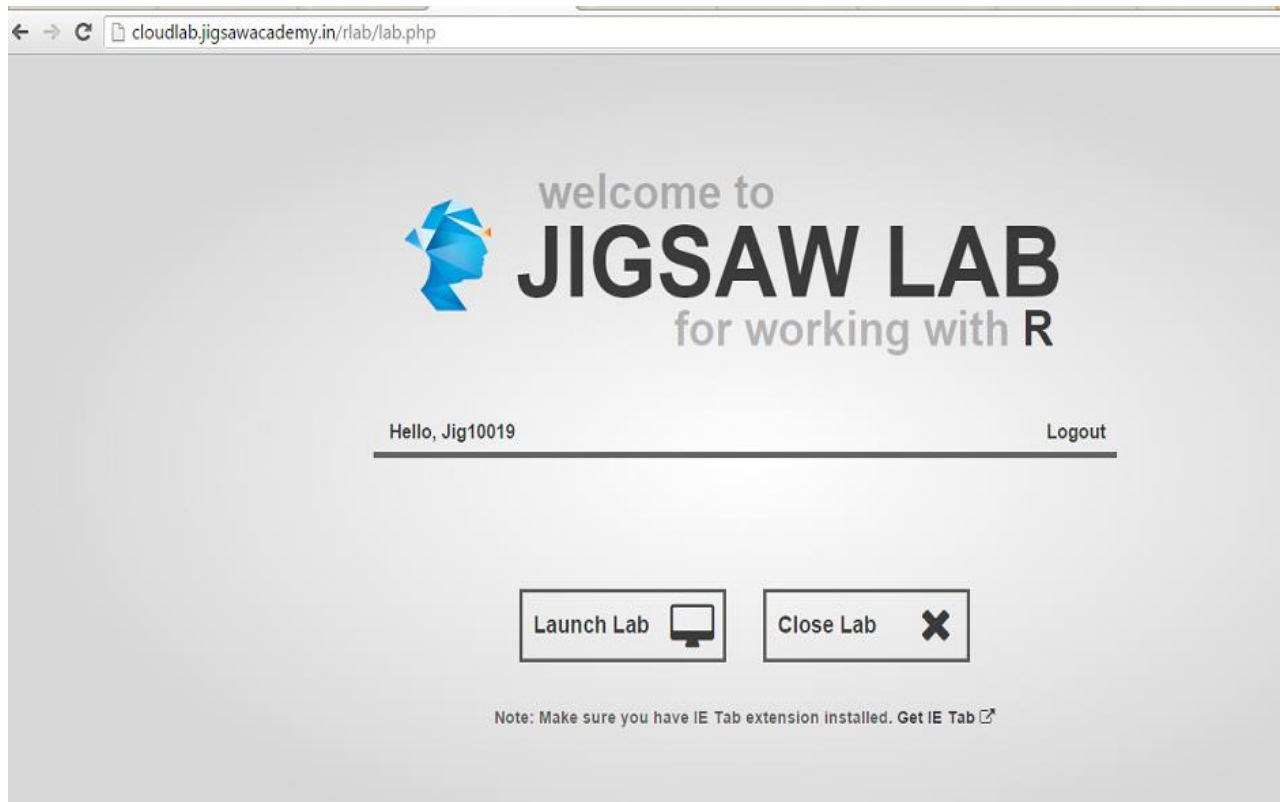 cloudlab.jigsawacademy.in/rlab/lab.php
welcome to
JIGSAW LAB
for working with R
Hello, Jig10019
Logout
Launch Lab
Close Lab
Note: Make sure you have IE Tab extension installed. Get IE Tab